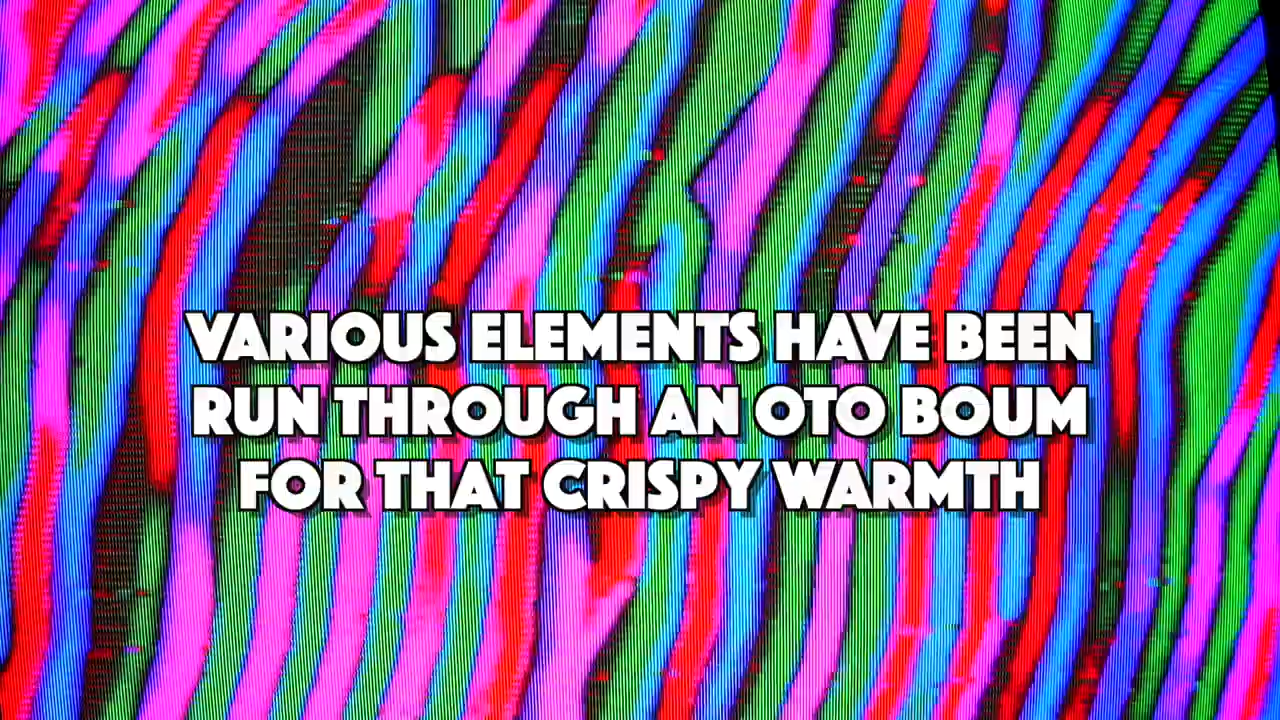 VARIOUS ELEMENTS HAVE BEEN
RUN THROUGH AN OTO BOUM
FOR THAT CRISPY WARMTH